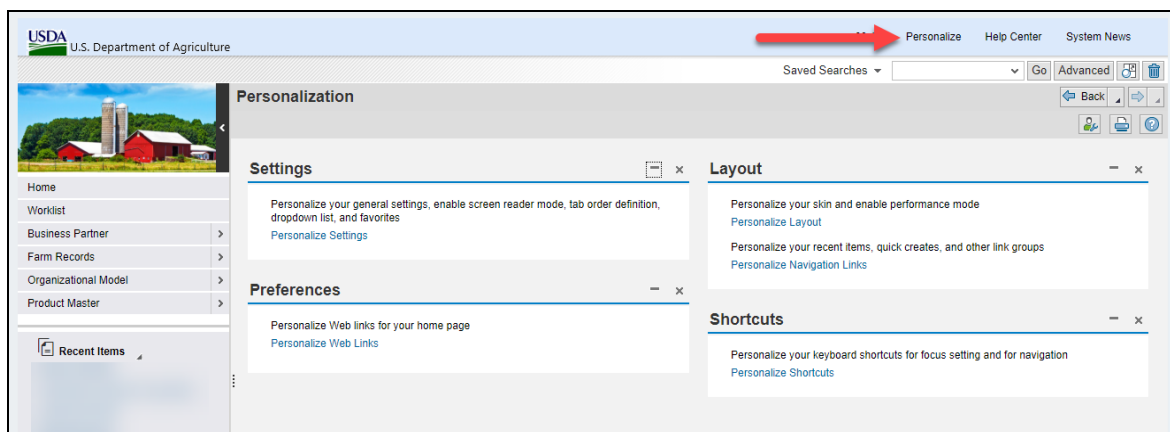 USDA
U.S. Department of Agriculture
Personalize Help Center System News
Saved Searches Go Advanced
Personalization
Back
Home
Worklist
Business Partner
Farm Records
Organizational Model
Product Master
Recent Items
Settings
Personalize your general settings, enable screen reader mode, tab order definition,
dropdown list, and favorites
Personalize Settings
Preferences
Personalize Web links for your home page
Personalize Web Links
Layout
Personalize your skin and enable performance mode
Personalize Layout
Personalize your recent items, quick creates, and other link groups
Personalize Navigation Links
Shortcuts
Personalize your keyboard shortcuts for focus setting and for navigation
Personalize Shortcuts